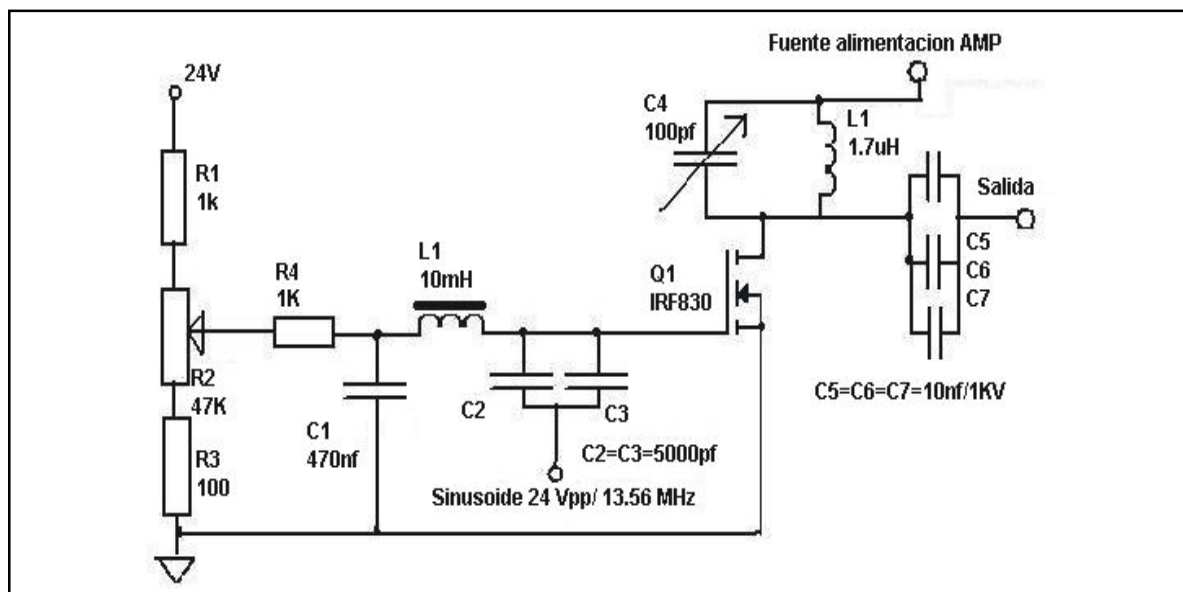 Fuente alimentacion AMP
24V
C4
100pf
L1
1.7uH
R1
1k
Salida
L1
10mH
Q1
IRF830
R4
1K
C5
C6
C7
R2
47K
C2
C3
C5=C6=C7=10nf/1KV
C1
470nf
R3
100
C2=C3=5000pf
Sinusoide 24 Vpp/ 13.56 MHz